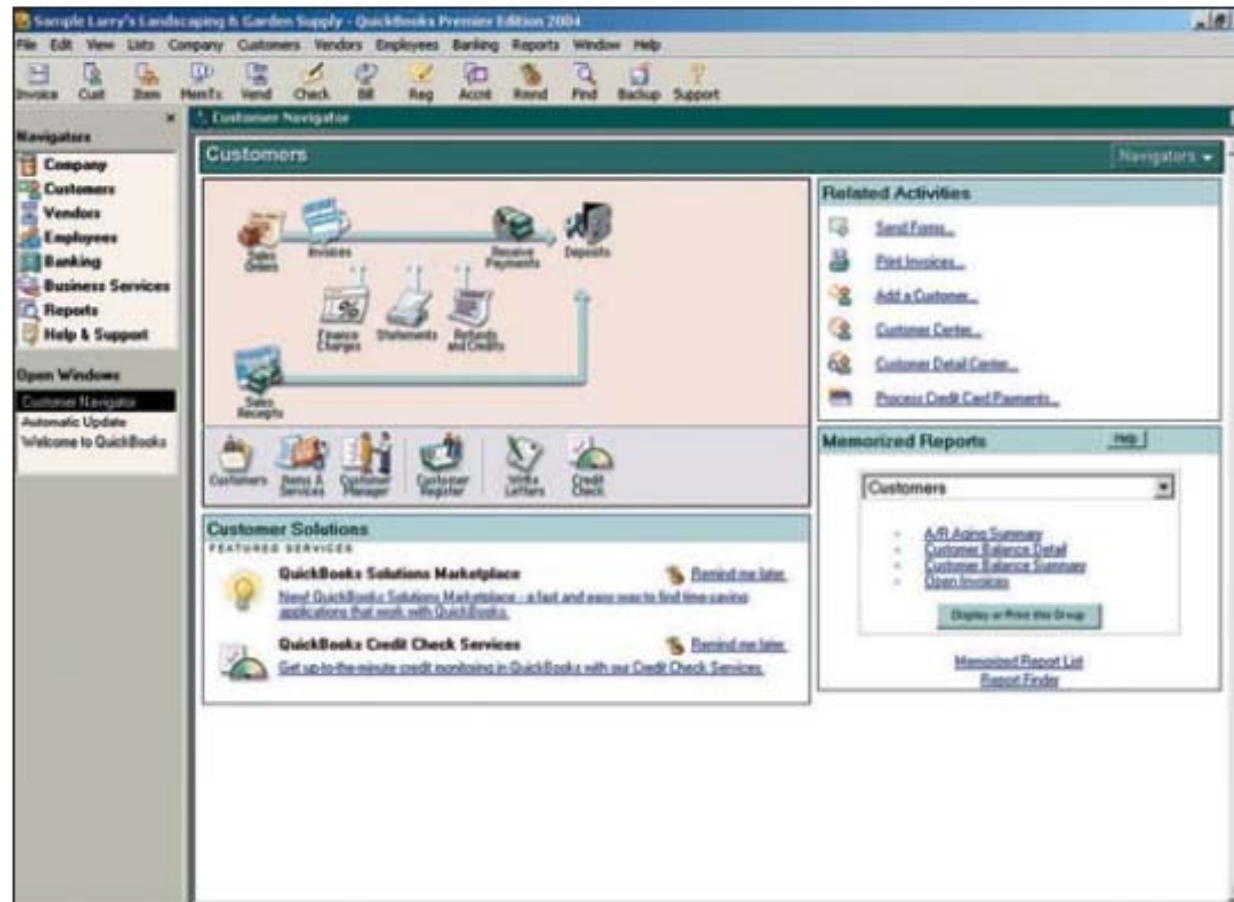 Sample Larry's Landscaping & Garden Supply - QuickBooks Premier Edition 2004
File Edit View Lists Company Customers Vendors Employees Banking Reports Window Help
Invoice Cust Item MemTx Vend Check Bill Reg Accnt Rmnd Find Backup Support
Navigators
Company
Customers
Vendors
Employees
Banking
Business Services
Reports
Help & Support
Open Windows
Customer Navigator
Automatic Update
Welcome to QuickBooks
Customer Navigator
Customers
Navigators
Sales
Orders
Invoices
Receive
Payments
Deposits
Finance
Charges
Statements
Refunds
and Credits
Sales
Receipts
Customers
Items &
Services
Customer
Manager
Customer
Register
Write
Letters
Credit
Check
Customer Solutions
FEATURED SERVICES
QuickBooks Solutions Marketplace
Remind me later.
New! QuickBooks Solutions Marketplace - a fast and easy way to find time-saving
applications that work with QuickBooks.
QuickBooks Credit Check Services
Remind me later.
Get up-to-the-minute credit monitoring in QuickBooks with our Credit Check Services.
Related Activities
Send Forms...
Print Invoices...
Add a Customer...
Customer Center...
Customer Detail Center...
Process Credit Card Payments...
Memorized Reports
Help
Customers
A/R Aging Summary
Customer Balance Detail
Customer Balance Summary
Open Invoices
Display or Print this Group
Memorized Report List
Report Finder